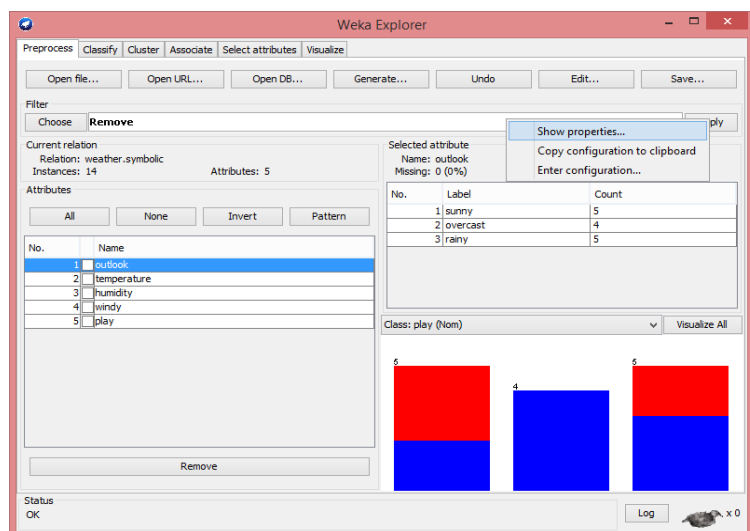 Weka Explorer
Preprocess Classify Cluster Associate Select attributes Visualize
Open file... Open URL... Open DB... Generate... Undo Edit... Save...
Filter
Choose Remove
Show properties...
Copy configuration to clipboard
Enter configuration...
Current relation
Relation: weather.symbolic
Instances: 14 Attributes: 5
Selected attribute
Name: outlook
Missing: 0 (0%)
Attributes
All None Invert Pattern
No. Name
1 outlook
2 temperature
3 humidity
4 windy
5 play
Remove
No. Label Count
1 sunny 5
2 overcast 4
3 rainy 5
Class: play (Nom) Visualize All
5 4 5
Status
OK
Log x 0